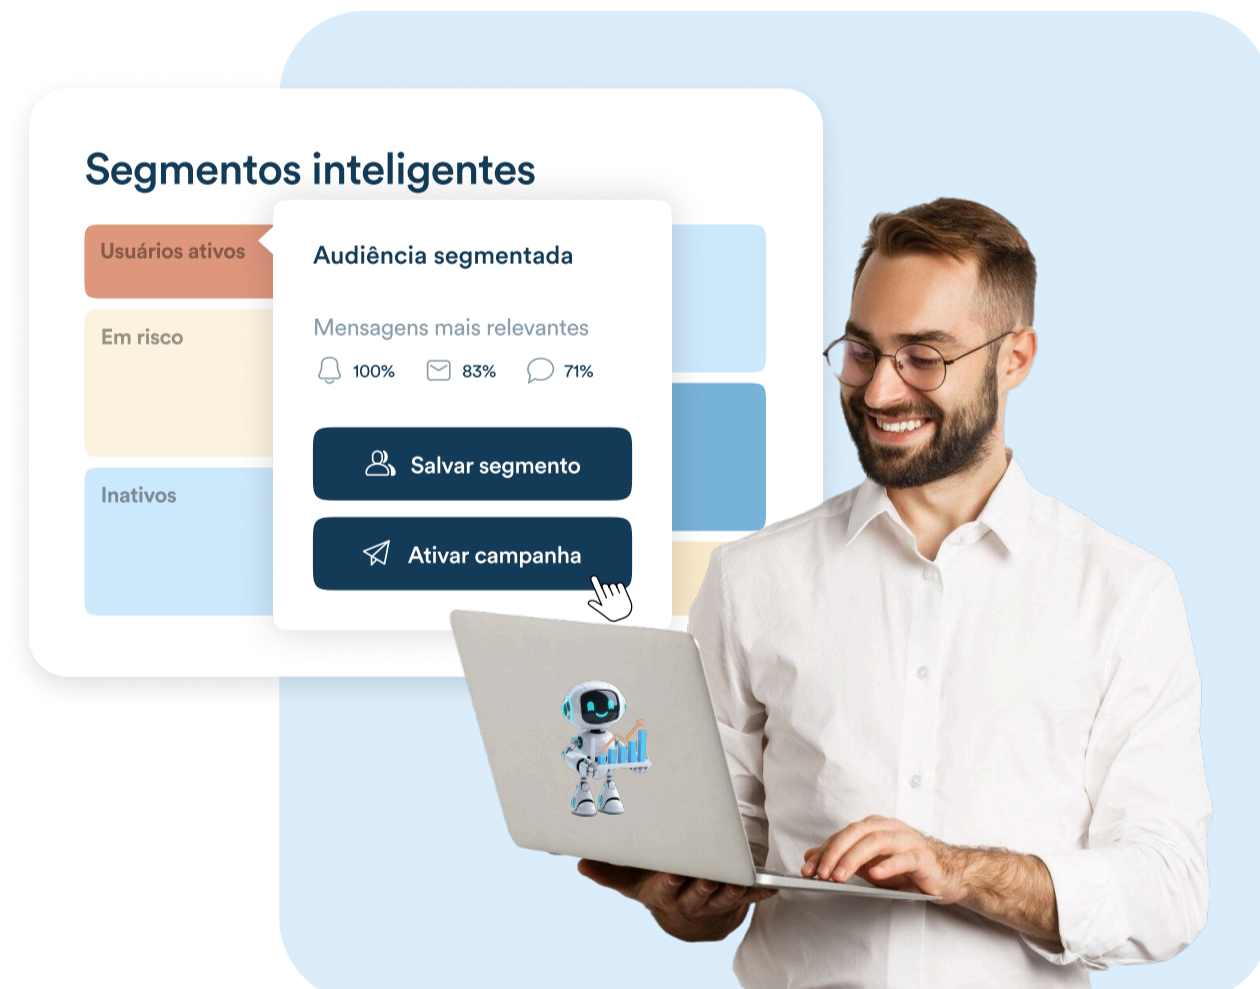 Segmentos inteligentes
Usuários ativos
Audiência segmentada
Em risco
Mensagens mais relevantes
100% 83% 71%
Salvar segmento
Inativos
Ativar campanha